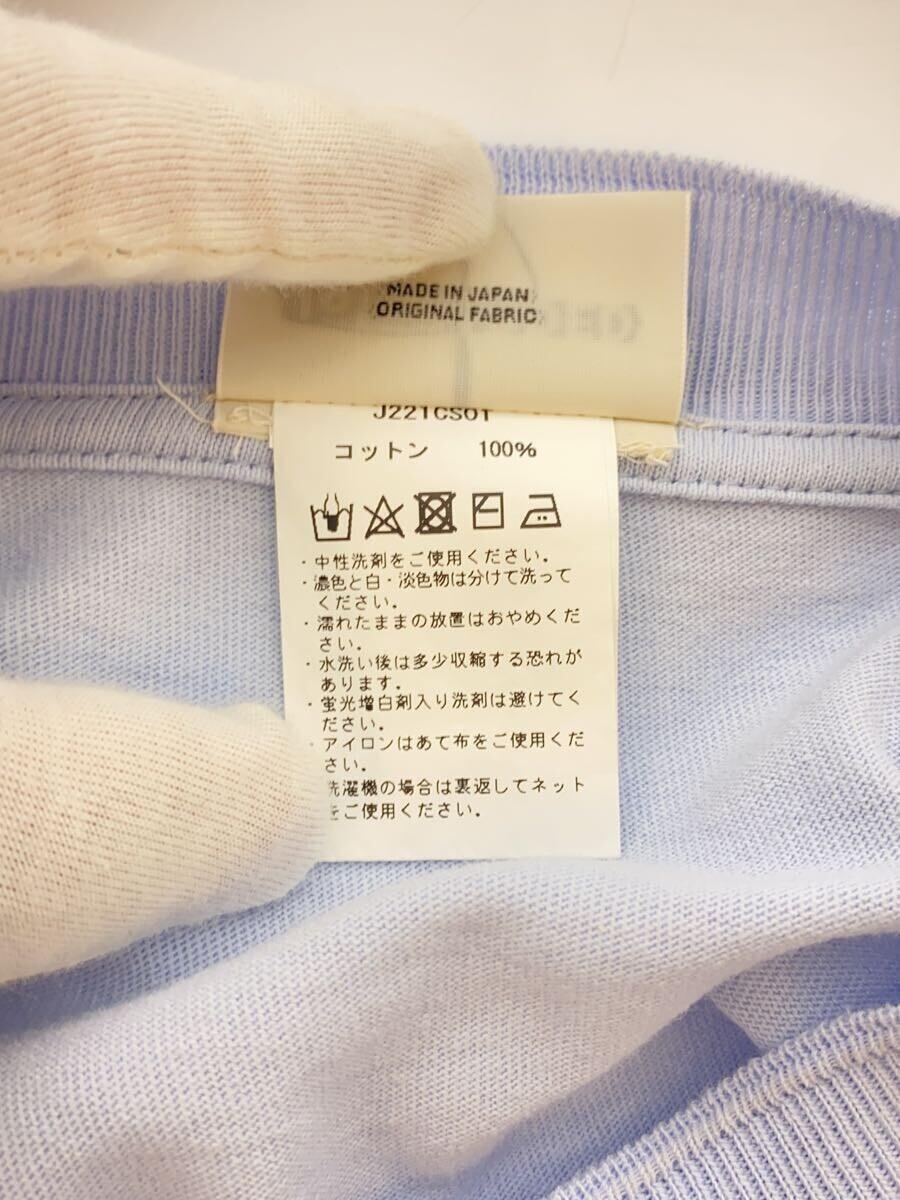 MADE IN JAPAN
ORIGINAL FABRIC
J221CS01
コットン 100%
・中性洗剤をご使用ください。
・濃色と白・淡色物は分けて洗って
ください。
・濡れたままの放置はおやめくだ
さい。
・水洗い後は多少収縮する恐れが
あります。
・蛍光増白剤入り洗剤は避けてく
ださい。
・アイロンはあて布をご使用くだ
さい。
洗濯機の場合は裏返してネット
をご使用ください。